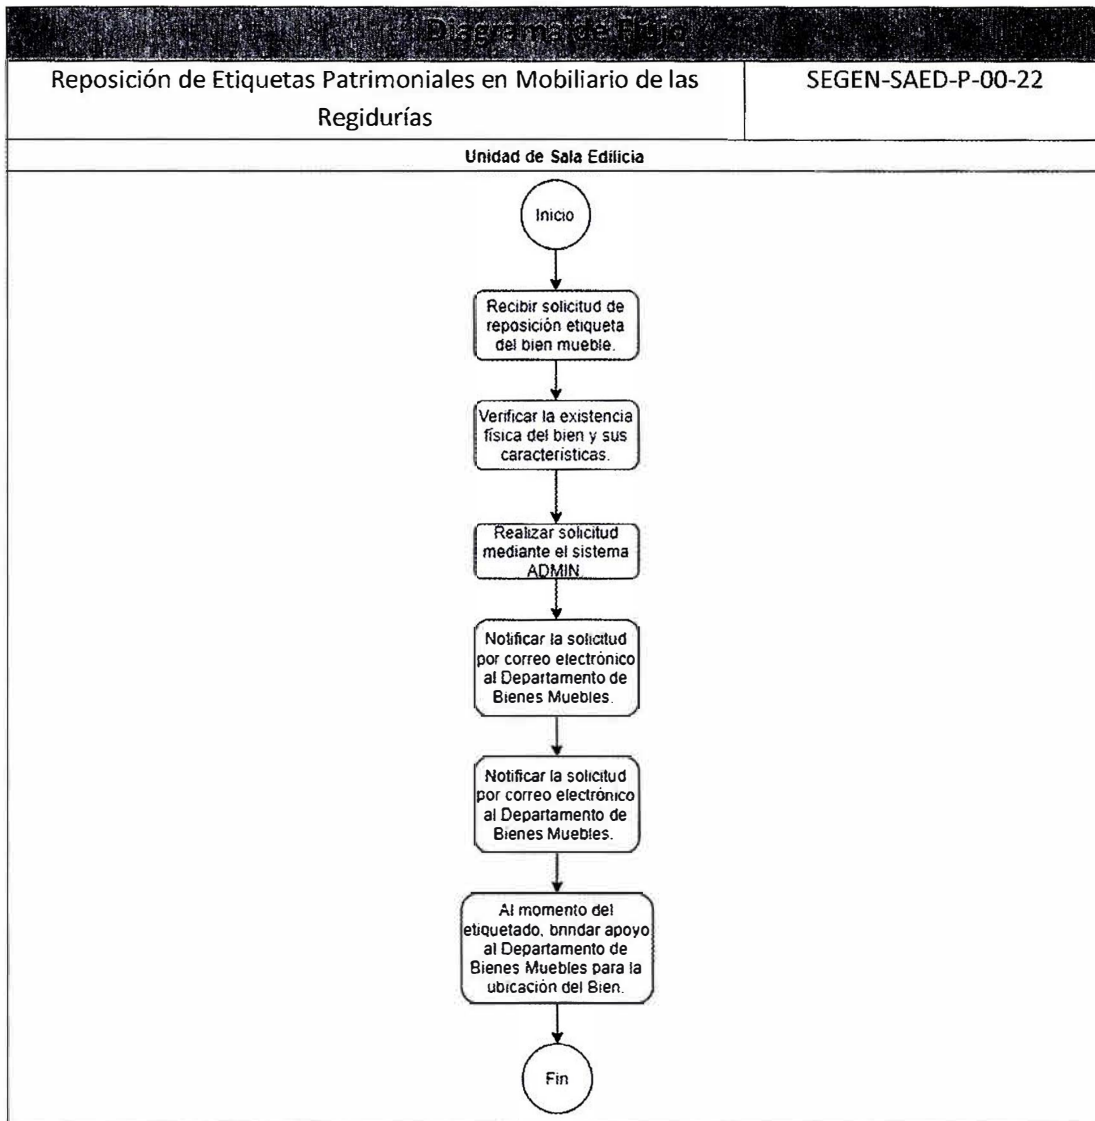 Diagrama de Flujo
Reposición de Etiquetas Patrimoniales en Mobiliario de las
Regidurías
SEGEN-SAED-P-00-22
Unidad de Sala Edilicia
Inicio
Recibir solicitud de
reposición etiqueta
del bien mueble.
Verificar la existencia
física del bien y sus
características.
Realizar solicitud
mediante el sistema
ADMIN.
Notificar la solicitud
por correo electrónico
al Departamento de
Bienes Muebles.
Notificar la solicitud
por correo electrónico
al Departamento de
Bienes Muebles.
Al momento del
etiquetado, brindar apoyo
al Departamento de
Bienes Muebles para la
ubicación del Bien.
Fin